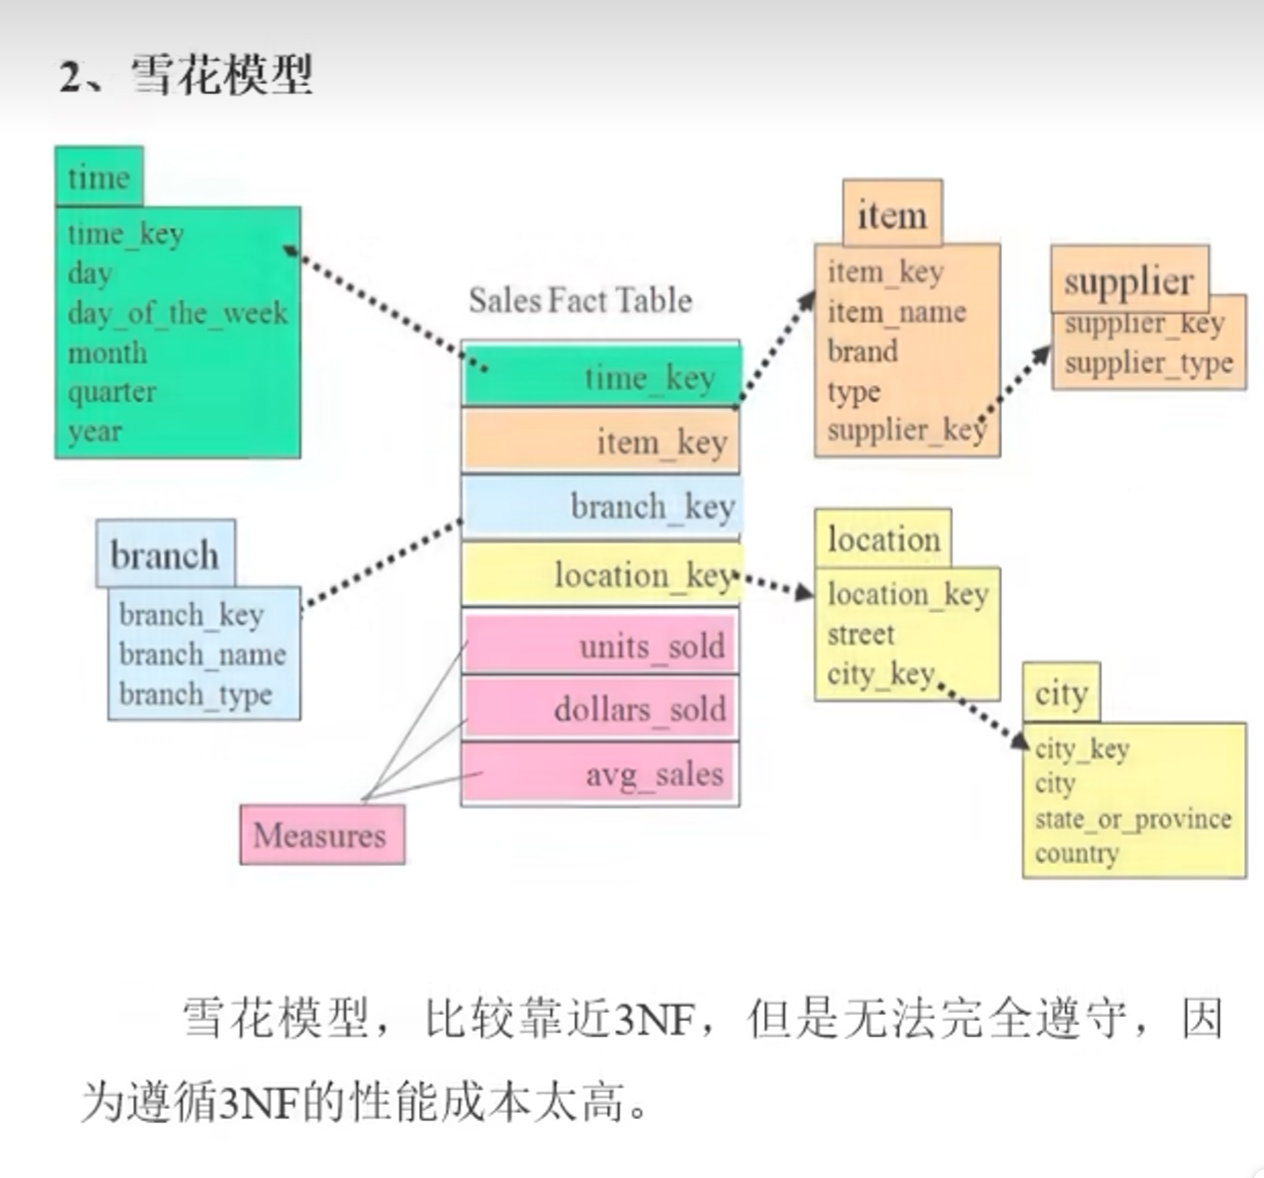 2、雪花模型
time
time_key
day
day_of_the_week
month
quarter
year
Sales Fact Table
time_key
item_key
branch_key
location_key
units_sold
dollars_sold
avg_sales
item
item_key
item_name
brand
type
supplier_key
supplier
supplier_key
supplier_type
branch
branch_key
branch_name
branch_type
location
location_key
street
city_key
city
city_key
city
state_or_province
country
Measures
雪花模型，比较靠近3NF，但是无法完全遵守，因
为遵循3NF的性能成本太高。